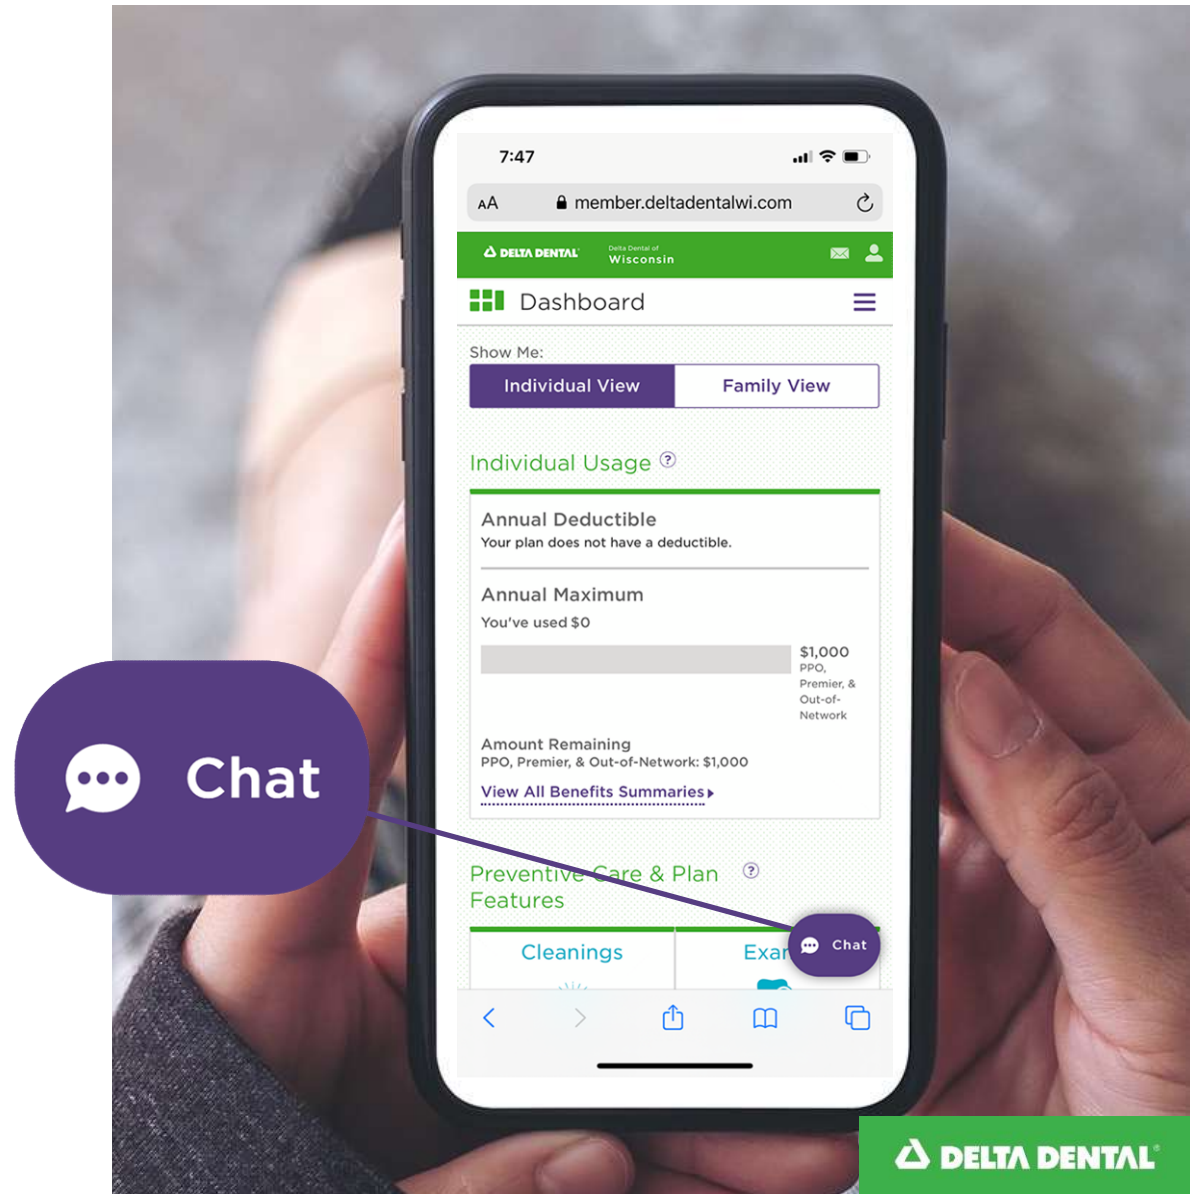 7:47
AA member.deltadentalwi.com
DELTA DENTAL
Delta Dental of
Wisconsin
Dashboard
Show Me:
Individual View Family View
Individual Usage ?
Annual Deductible
Your plan does not have a deductible.
Annual Maximum
You've used $0
$1,000
PPO,
Premier, &
Out-of-
Network
Amount Remaining
PPO, Premier, & Out-of-Network: $1,000
View All Benefits Summaries
Chat
Preventive Care & Plan ?
Features
Cleanings
Chat
DELTA DENTAL®